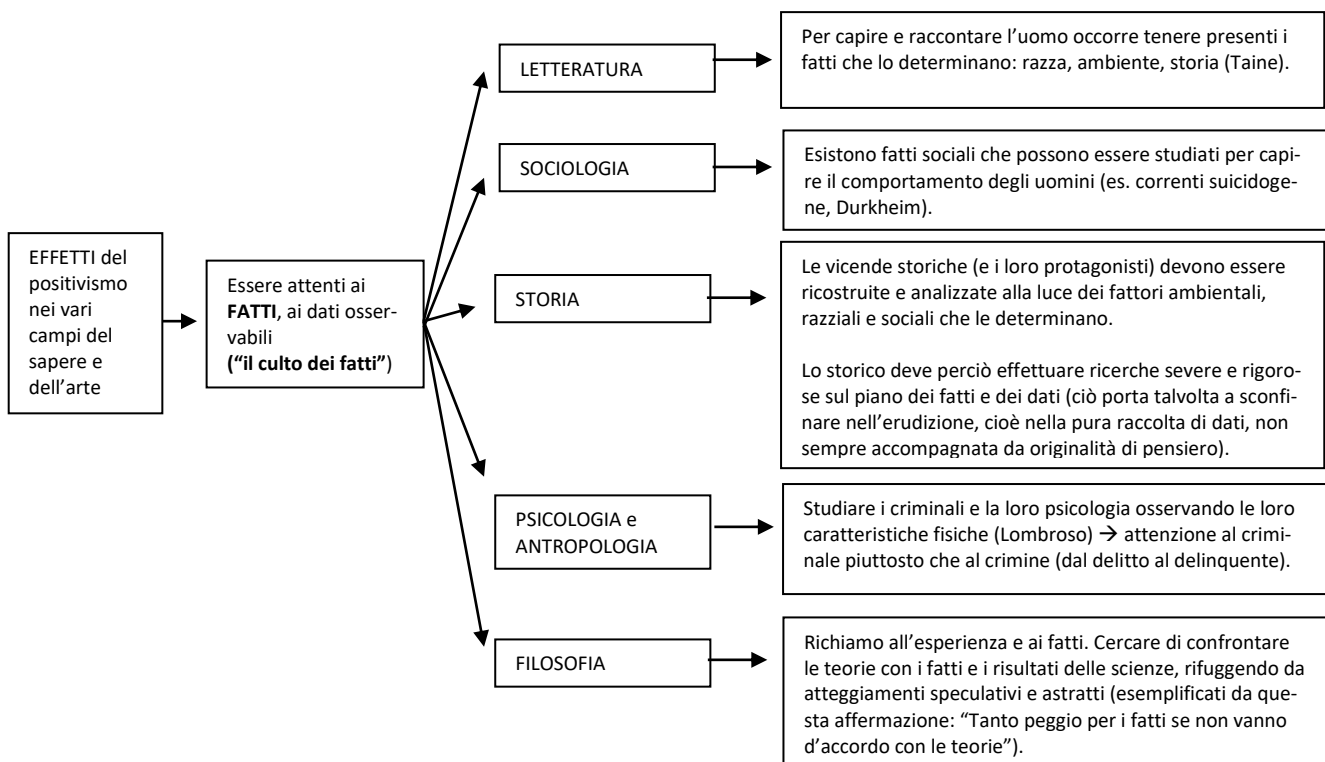 EFFETTI del
positivismo
nei vari
campi del
sapere e
dell’arte
Essere attenti ai
FATTI, ai dati osser-
vabili
(“il culto dei fatti”)
LETTERATURA
Per capire e raccontare l’uomo occorre tenere presenti i
fatti che lo determinano: razza, ambiente, storia (Taine).
SOCIOLOGIA
Esistono fatti sociali che possono essere studiati per capi-
re il comportamento degli uomini (es. correnti suicidoge-
ne, Durkheim).
STORIA
Le vicende storiche (e i loro protagonisti) devono essere
ricostruite e analizzate alla luce dei fattori ambientali,
razziali e sociali che le determinano.
Lo storico deve perciò effettuare ricerche severe e rigoro-
se sul piano dei fatti e dei dati (ciò porta talvolta a sconfi-
nare nell’erudizione, cioè nella pura raccolta di dati, non
sempre accompagnata da originalità di pensiero).
PSICOLOGIA e
ANTROPOLOGIA
Studiare i criminali e la loro psicologia osservando le loro
caratteristiche fisiche (Lombroso) → attenzione al crimi-
nale piuttosto che al crimine (dal delitto al delinquente).
FILOSOFIA
Richiamo all’esperienza e ai fatti. Cercare di confrontare
le teorie con i fatti e i risultati delle scienze, rifuggendo da
atteggiamenti speculativi e astratti (esemplificati da que-
sta affermazione: “Tanto peggio per i fatti se non vanno
d’accordo con le teorie”).